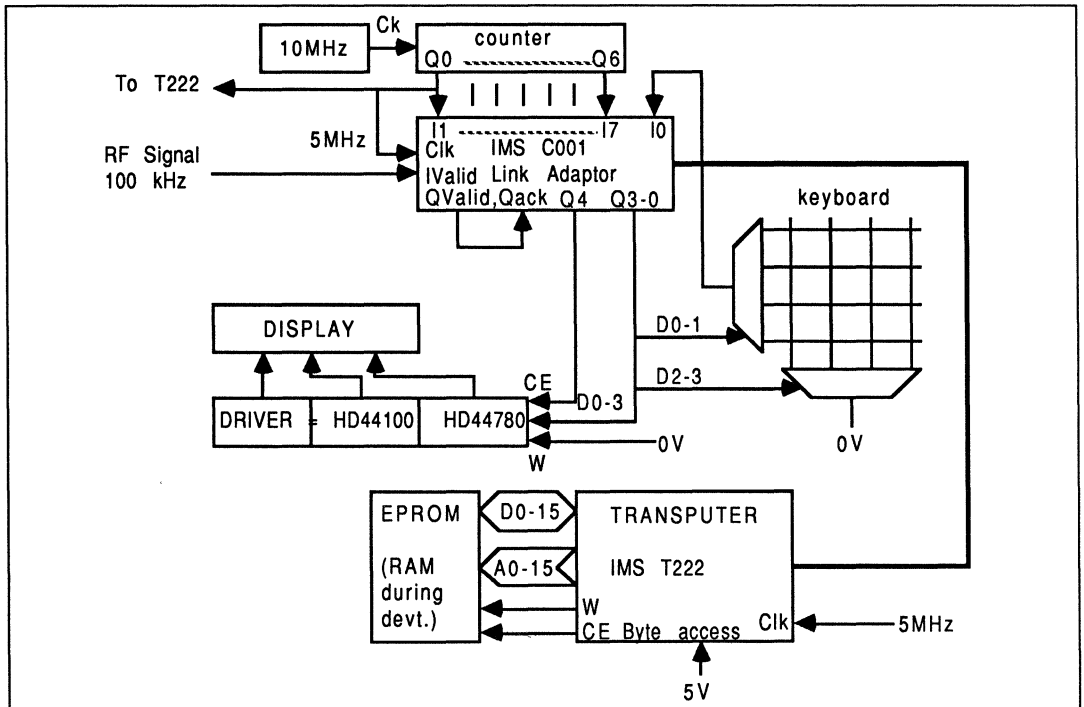 Ck
counter
10MHz
Q0 Q6
To T222
I1 I7 I0
5MHz
Clk IMS C001
RF Signal
100 kHz
IValid Link Adaptor
QValid,Qack Q4 Q3-0
keyboard
D0-1
DISPLAY
D2-3
CE
D0-3
DRIVER = HD44100 HD44780
0V
0V
W
EPROM
D0-15
TRANSPUTER
(RAM
during
devt.)
A0-15
IMS T222
W
CE Byte access
Clk
5MHz
5V